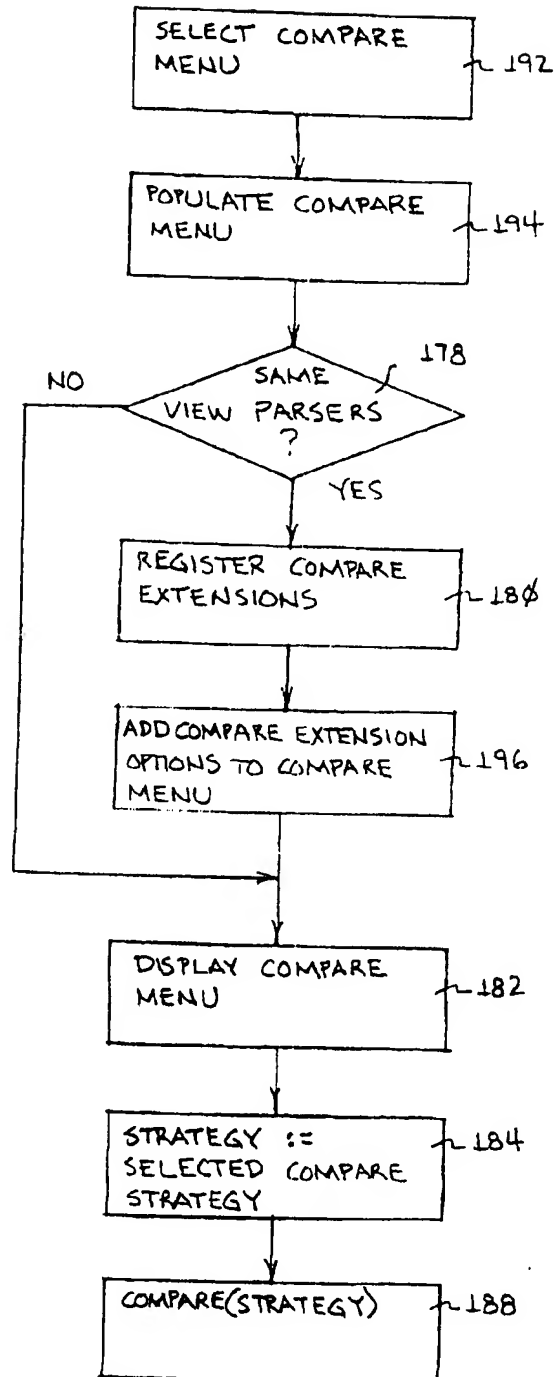 SELECT COMPARE
MENU
192
POPULATE COMPARE
MENU
194
178
NO
SAME
VIEW PARSERS
?
YES
REGISTER COMPARE
EXTENSIONS
18Ø
ADD COMPARE EXTENSION
OPTIONS TO COMPARE
MENU
196
DISPLAY COMPARE
MENU
182
STRATEGY :=
SELECTED COMPARE
STRATEGY
184
COMPARE(STRATEGY)
188